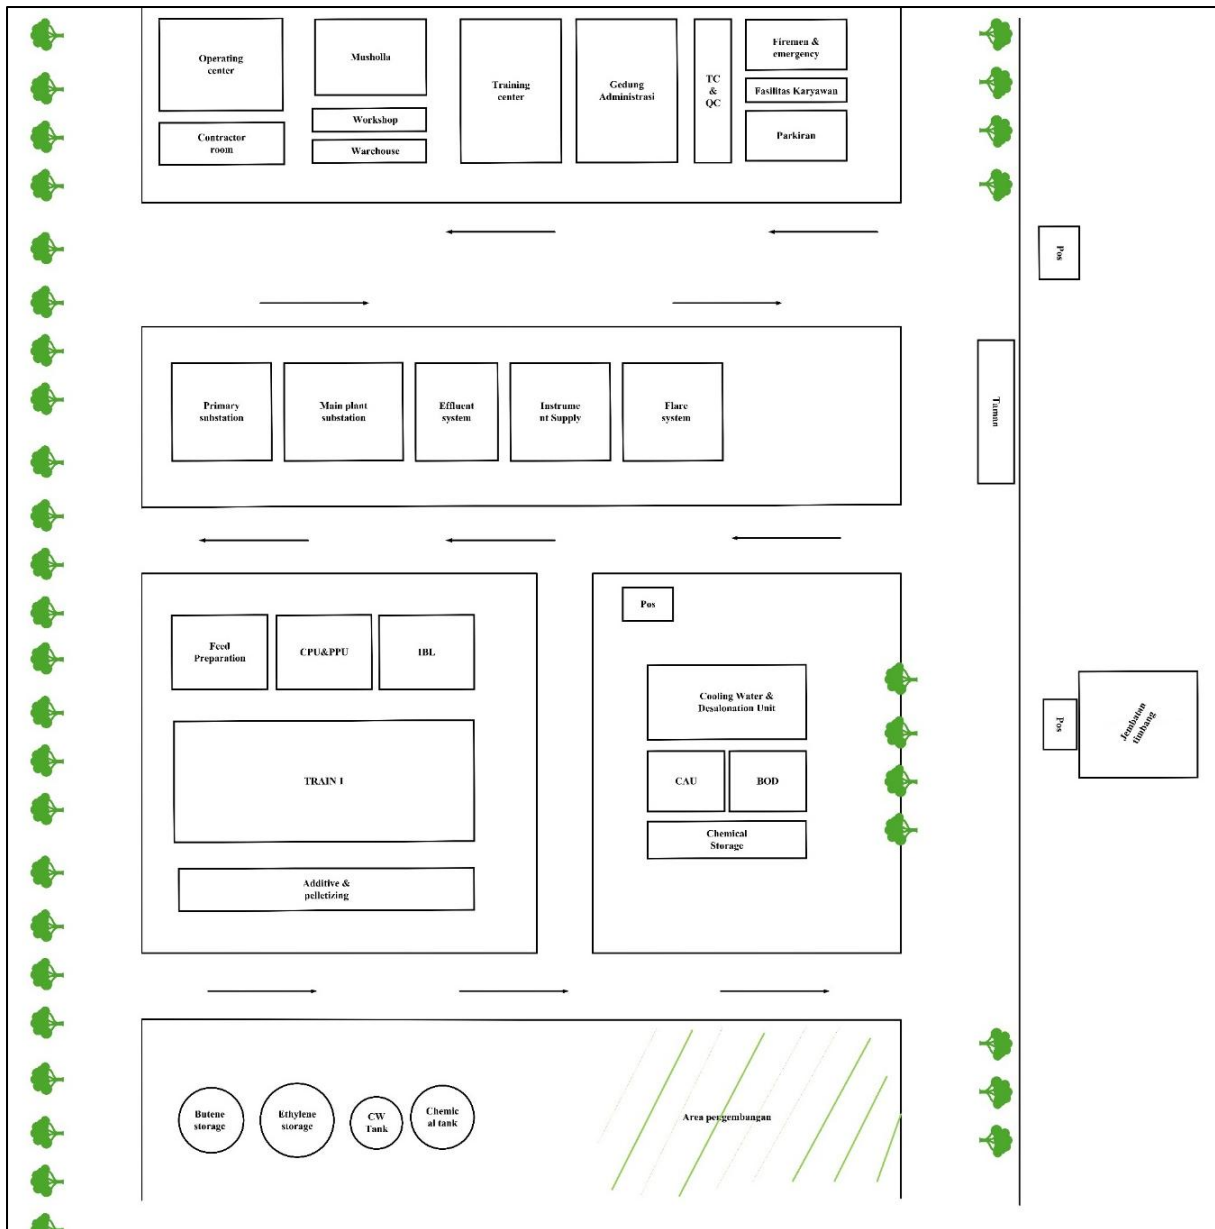 Operating
center
Contractor
room
Musholla
Workshop
Warchouse
Training
center
Gedung
Administrasi
TC
&
QC
Firemen &
emergency
Fasilitas Karyawan
Parkiran
Pos
Primary
substation
Main plant
substation
Effluent
system
Instrume
nt Supply
Flare
system
Taman
Feed
Preparation
CPU&PPU
IBL
TRAIN I
Additive &
pelletizing
Pos
Cooling Water &
Desalonation Unit
CAU
BOD
Chemical
Storage
Pos
Jembatan
timbang
Butene
storage
Ethylene
storage
CW
Tank
Chemic
al tank
Area pengembangan